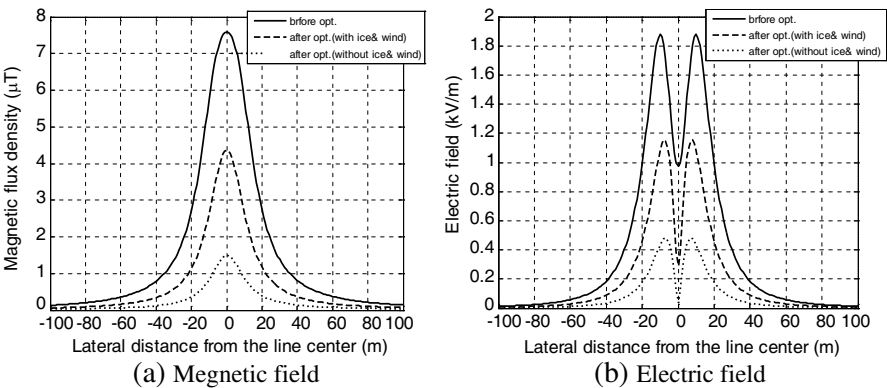 8
7
6
5
4
3
2
1
0
Magnetic flux density (μT)
brfore opt.
after opt.(with ice& wind)
after opt.(without ice& wind)
-100 -80 -60 -40 -20 0 20 40 60 80 100
Lateral distance from the line center (m)
(a) Megnetic field
2
1.8
1.6
1.4
1.2
1
0.8
0.6
0.4
0.2
0
Electric field (kV/m)
brfore opt.
after opt.(with ice& wind)
after opt.(without ice& wind)
-100 -80 -60 -40 -20 0 20 40 60 80 100
Lateral distance from the line center (m)
(b) Electric field